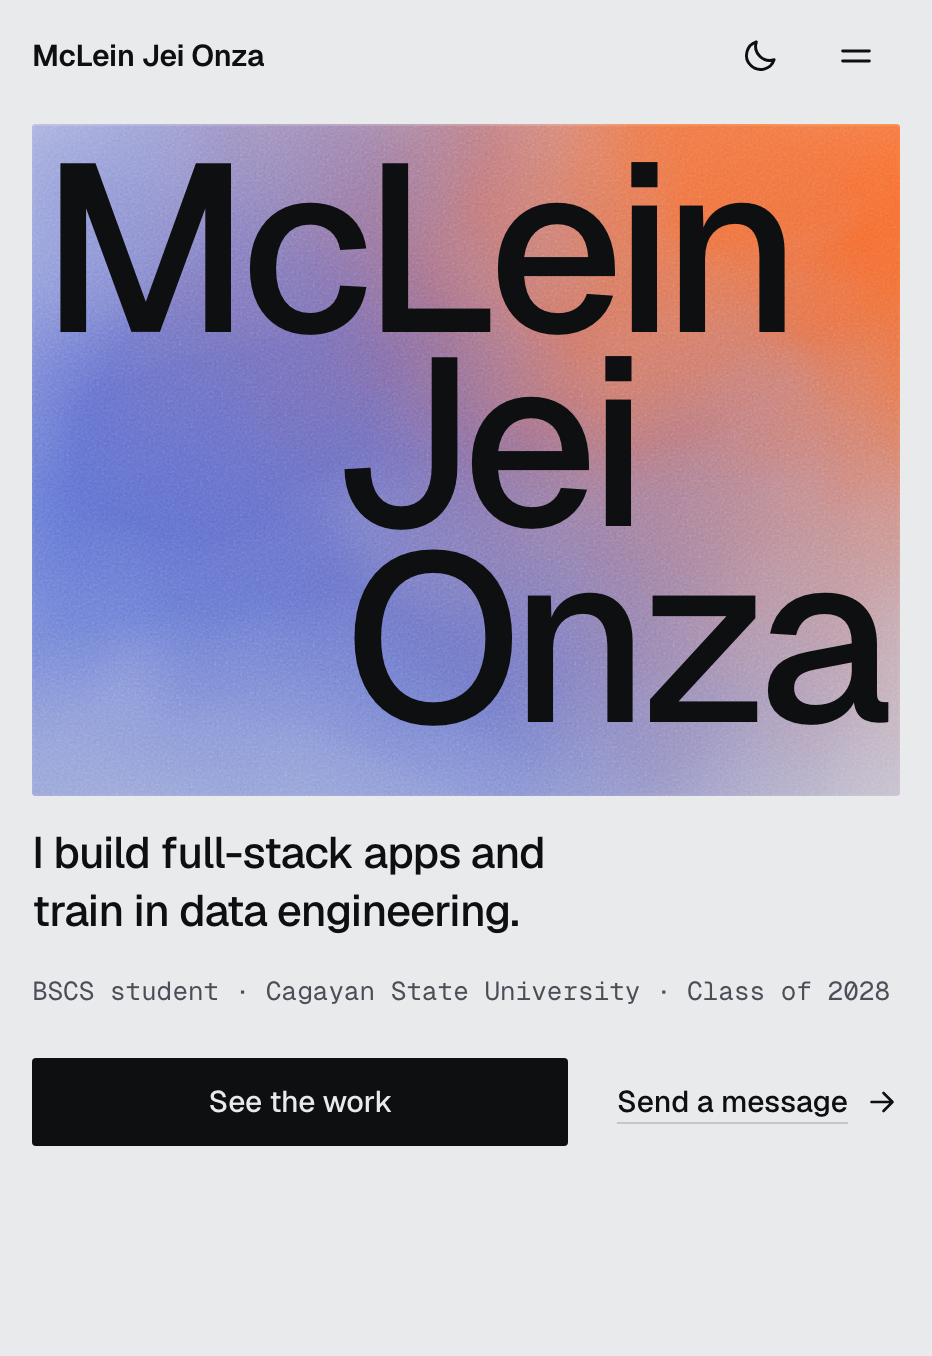 McLein Jei Onza
McLein
Jei
Onza
I build full-stack apps and
train in data engineering.
BSCS student · Cagayan State University · Class of 2028
See the work
Send a message →